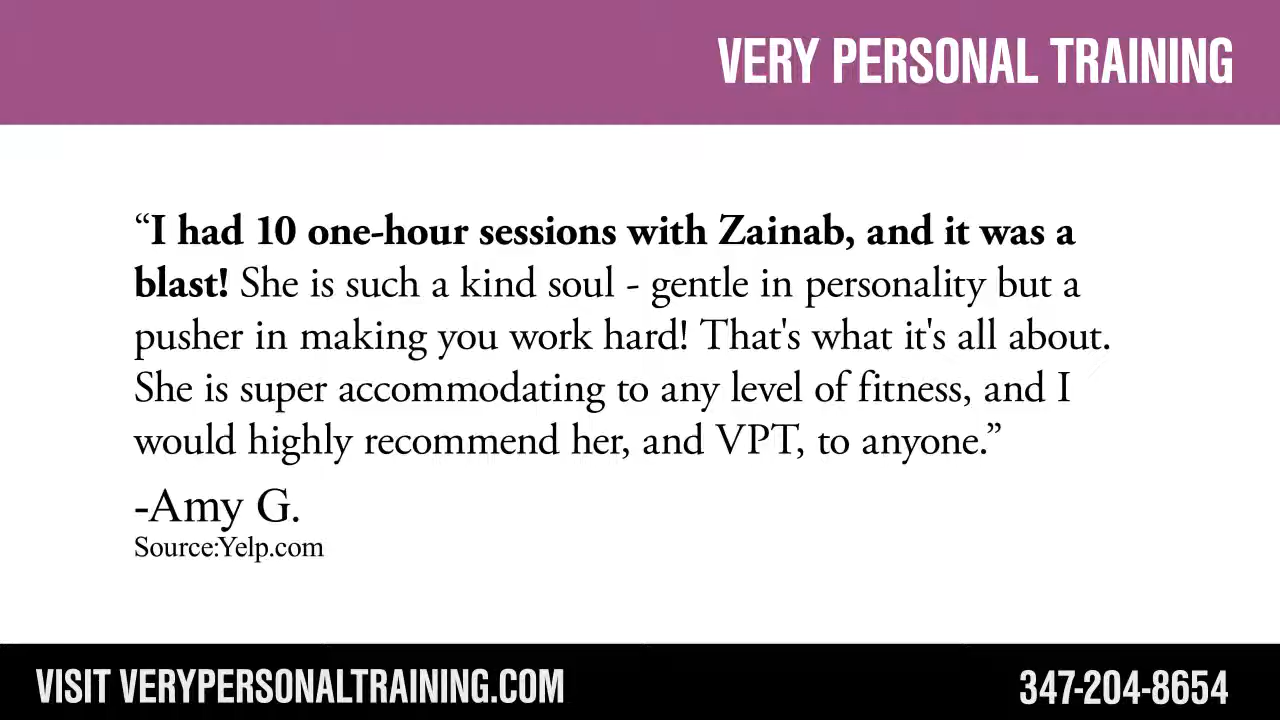 VERY PERSONAL TRAINING
“I had 10 one-hour sessions with Zainab, and it was a
blast! She is such a kind soul - gentle in personality but a
pusher in making you work hard! That's what it's all about.
She is super accommodating to any level of fitness, and I
would highly recommend her, and VPT, to anyone.”
-Amy G.
Source:Yelp.com
VISIT VERYPERSONALTRAINING.COM
347-204-8654